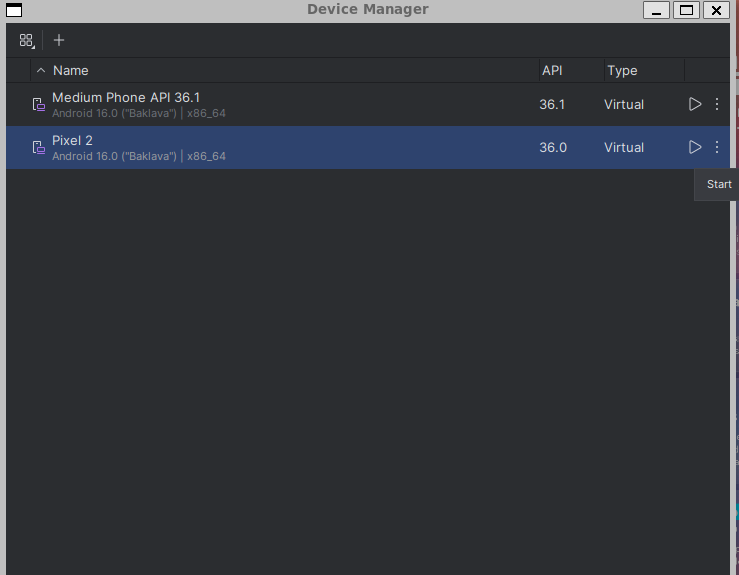 Device Manager
Name API Type
Medium Phone API 36.1 36.1 Virtual
Android 16.0 ("Baklava") | x86_64
Pixel 2 36.0 Virtual
Android 16.0 ("Baklava") | x86_64
Start